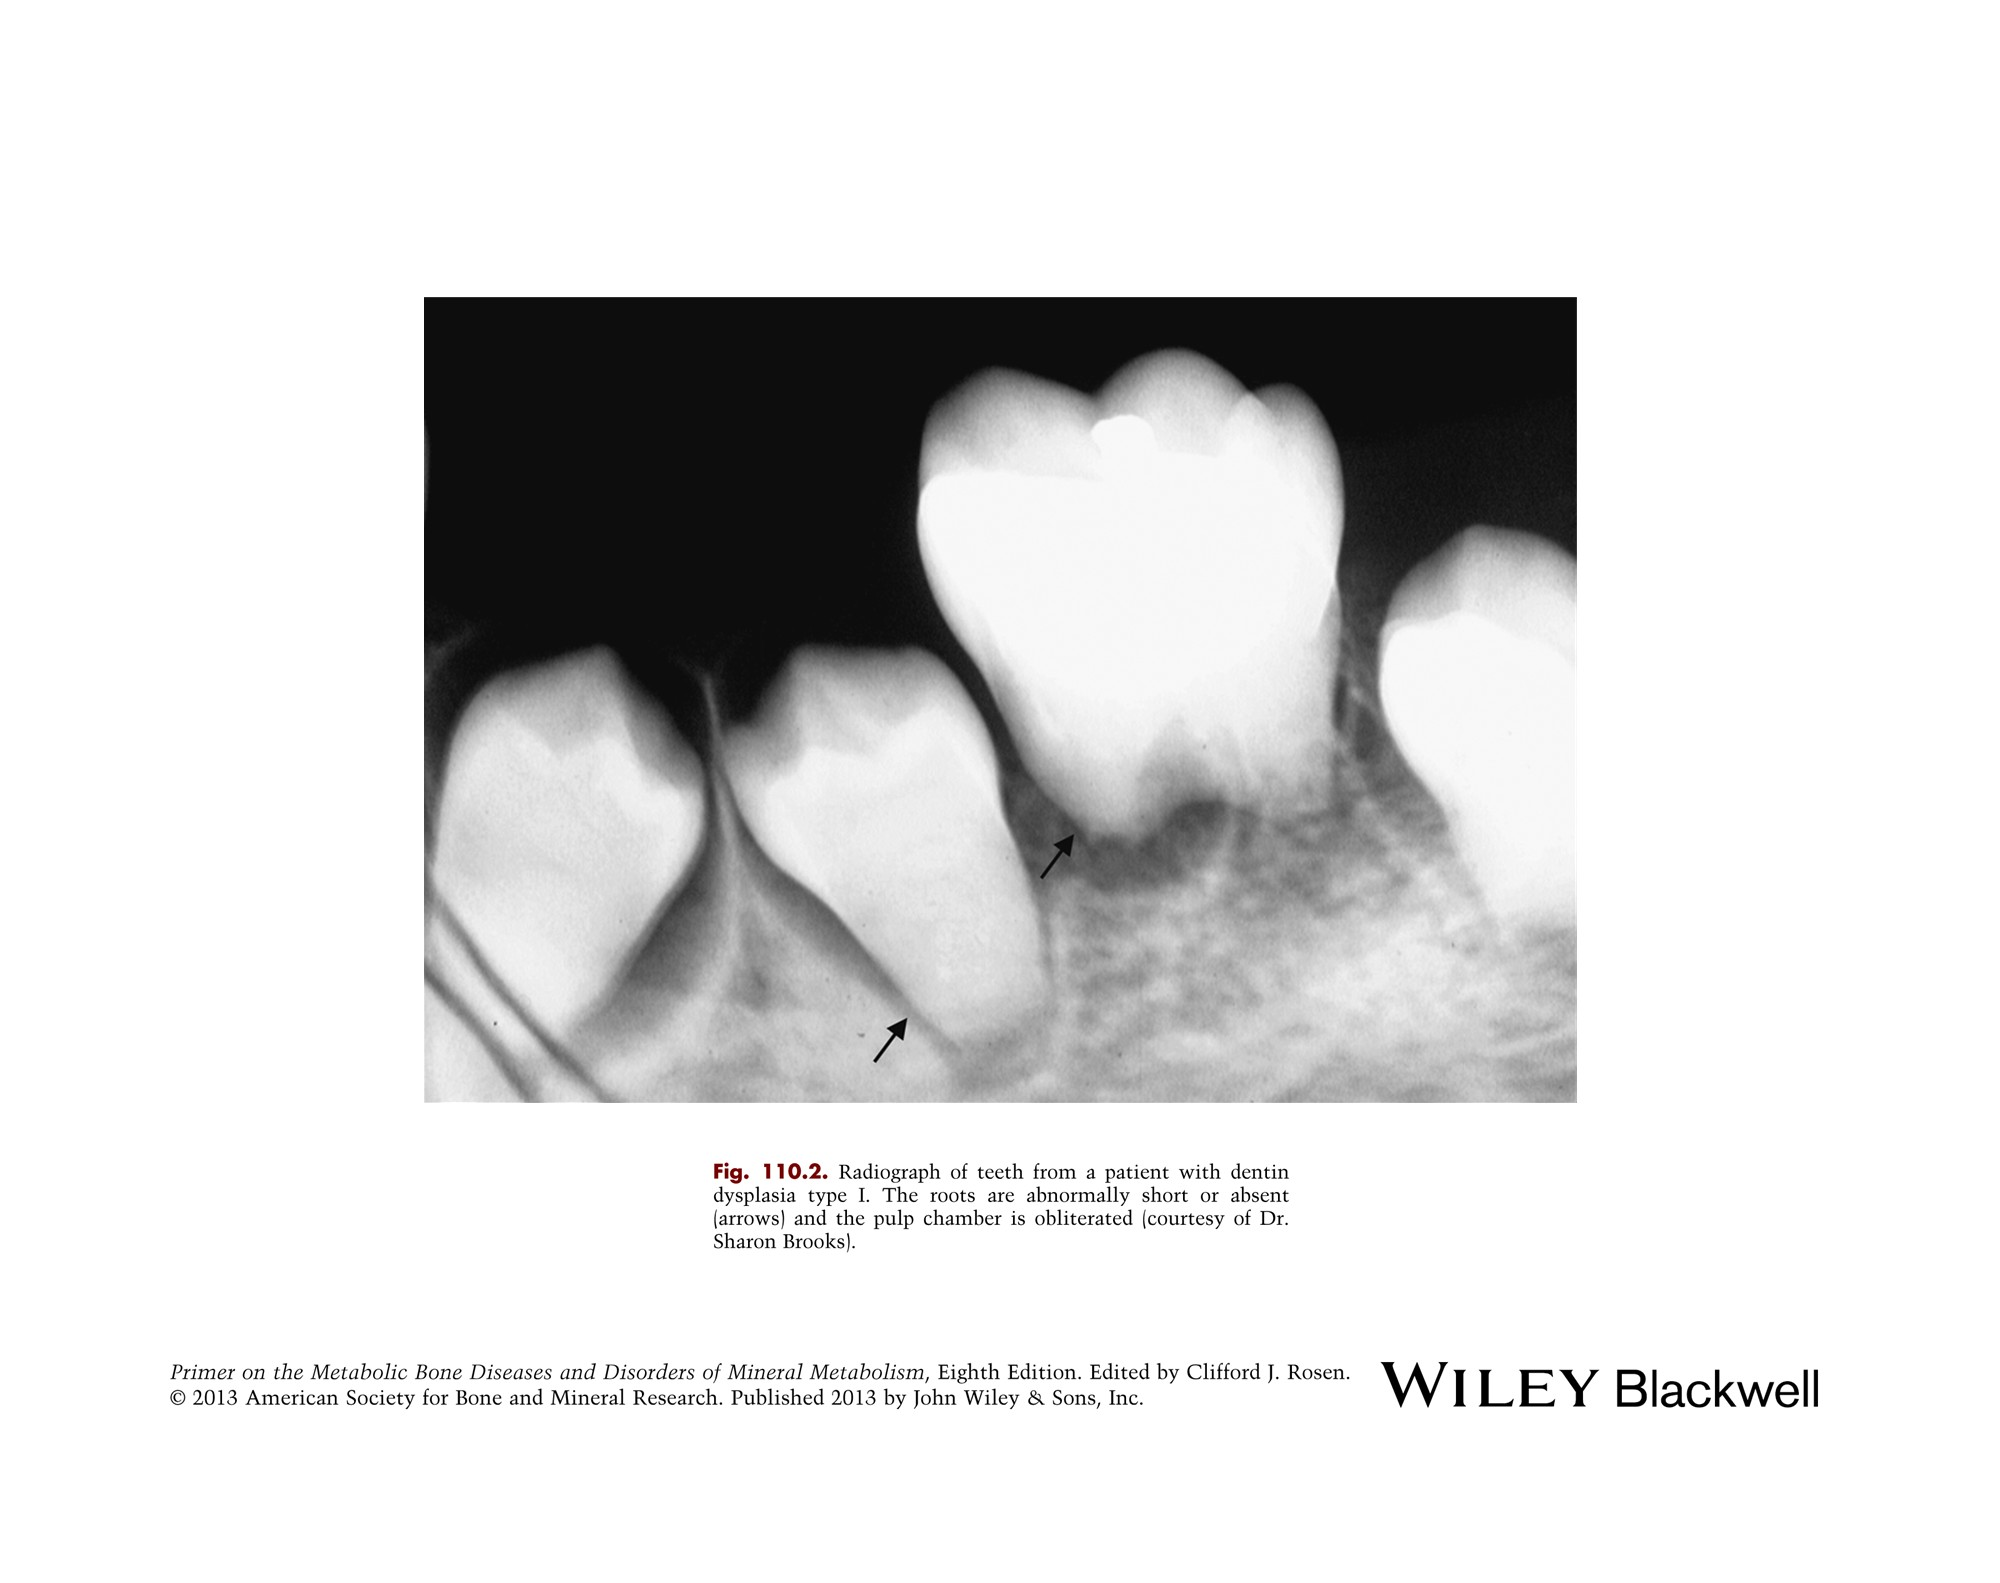 Fig. 110.2. Radiograph of teeth from a patient with dentin
dysplasia type I. The roots are abnormally short or absent
(arrows) and the pulp chamber is obliterated (courtesy of Dr.
Sharon Brooks).
Primer on the Metabolic Bone Diseases and Disorders of Mineral Metabolism, Eighth Edition. Edited by Clifford J. Rosen.
© 2013 American Society for Bone and Mineral Research. Published 2013 by John Wiley & Sons, Inc.
WILEY Blackwell